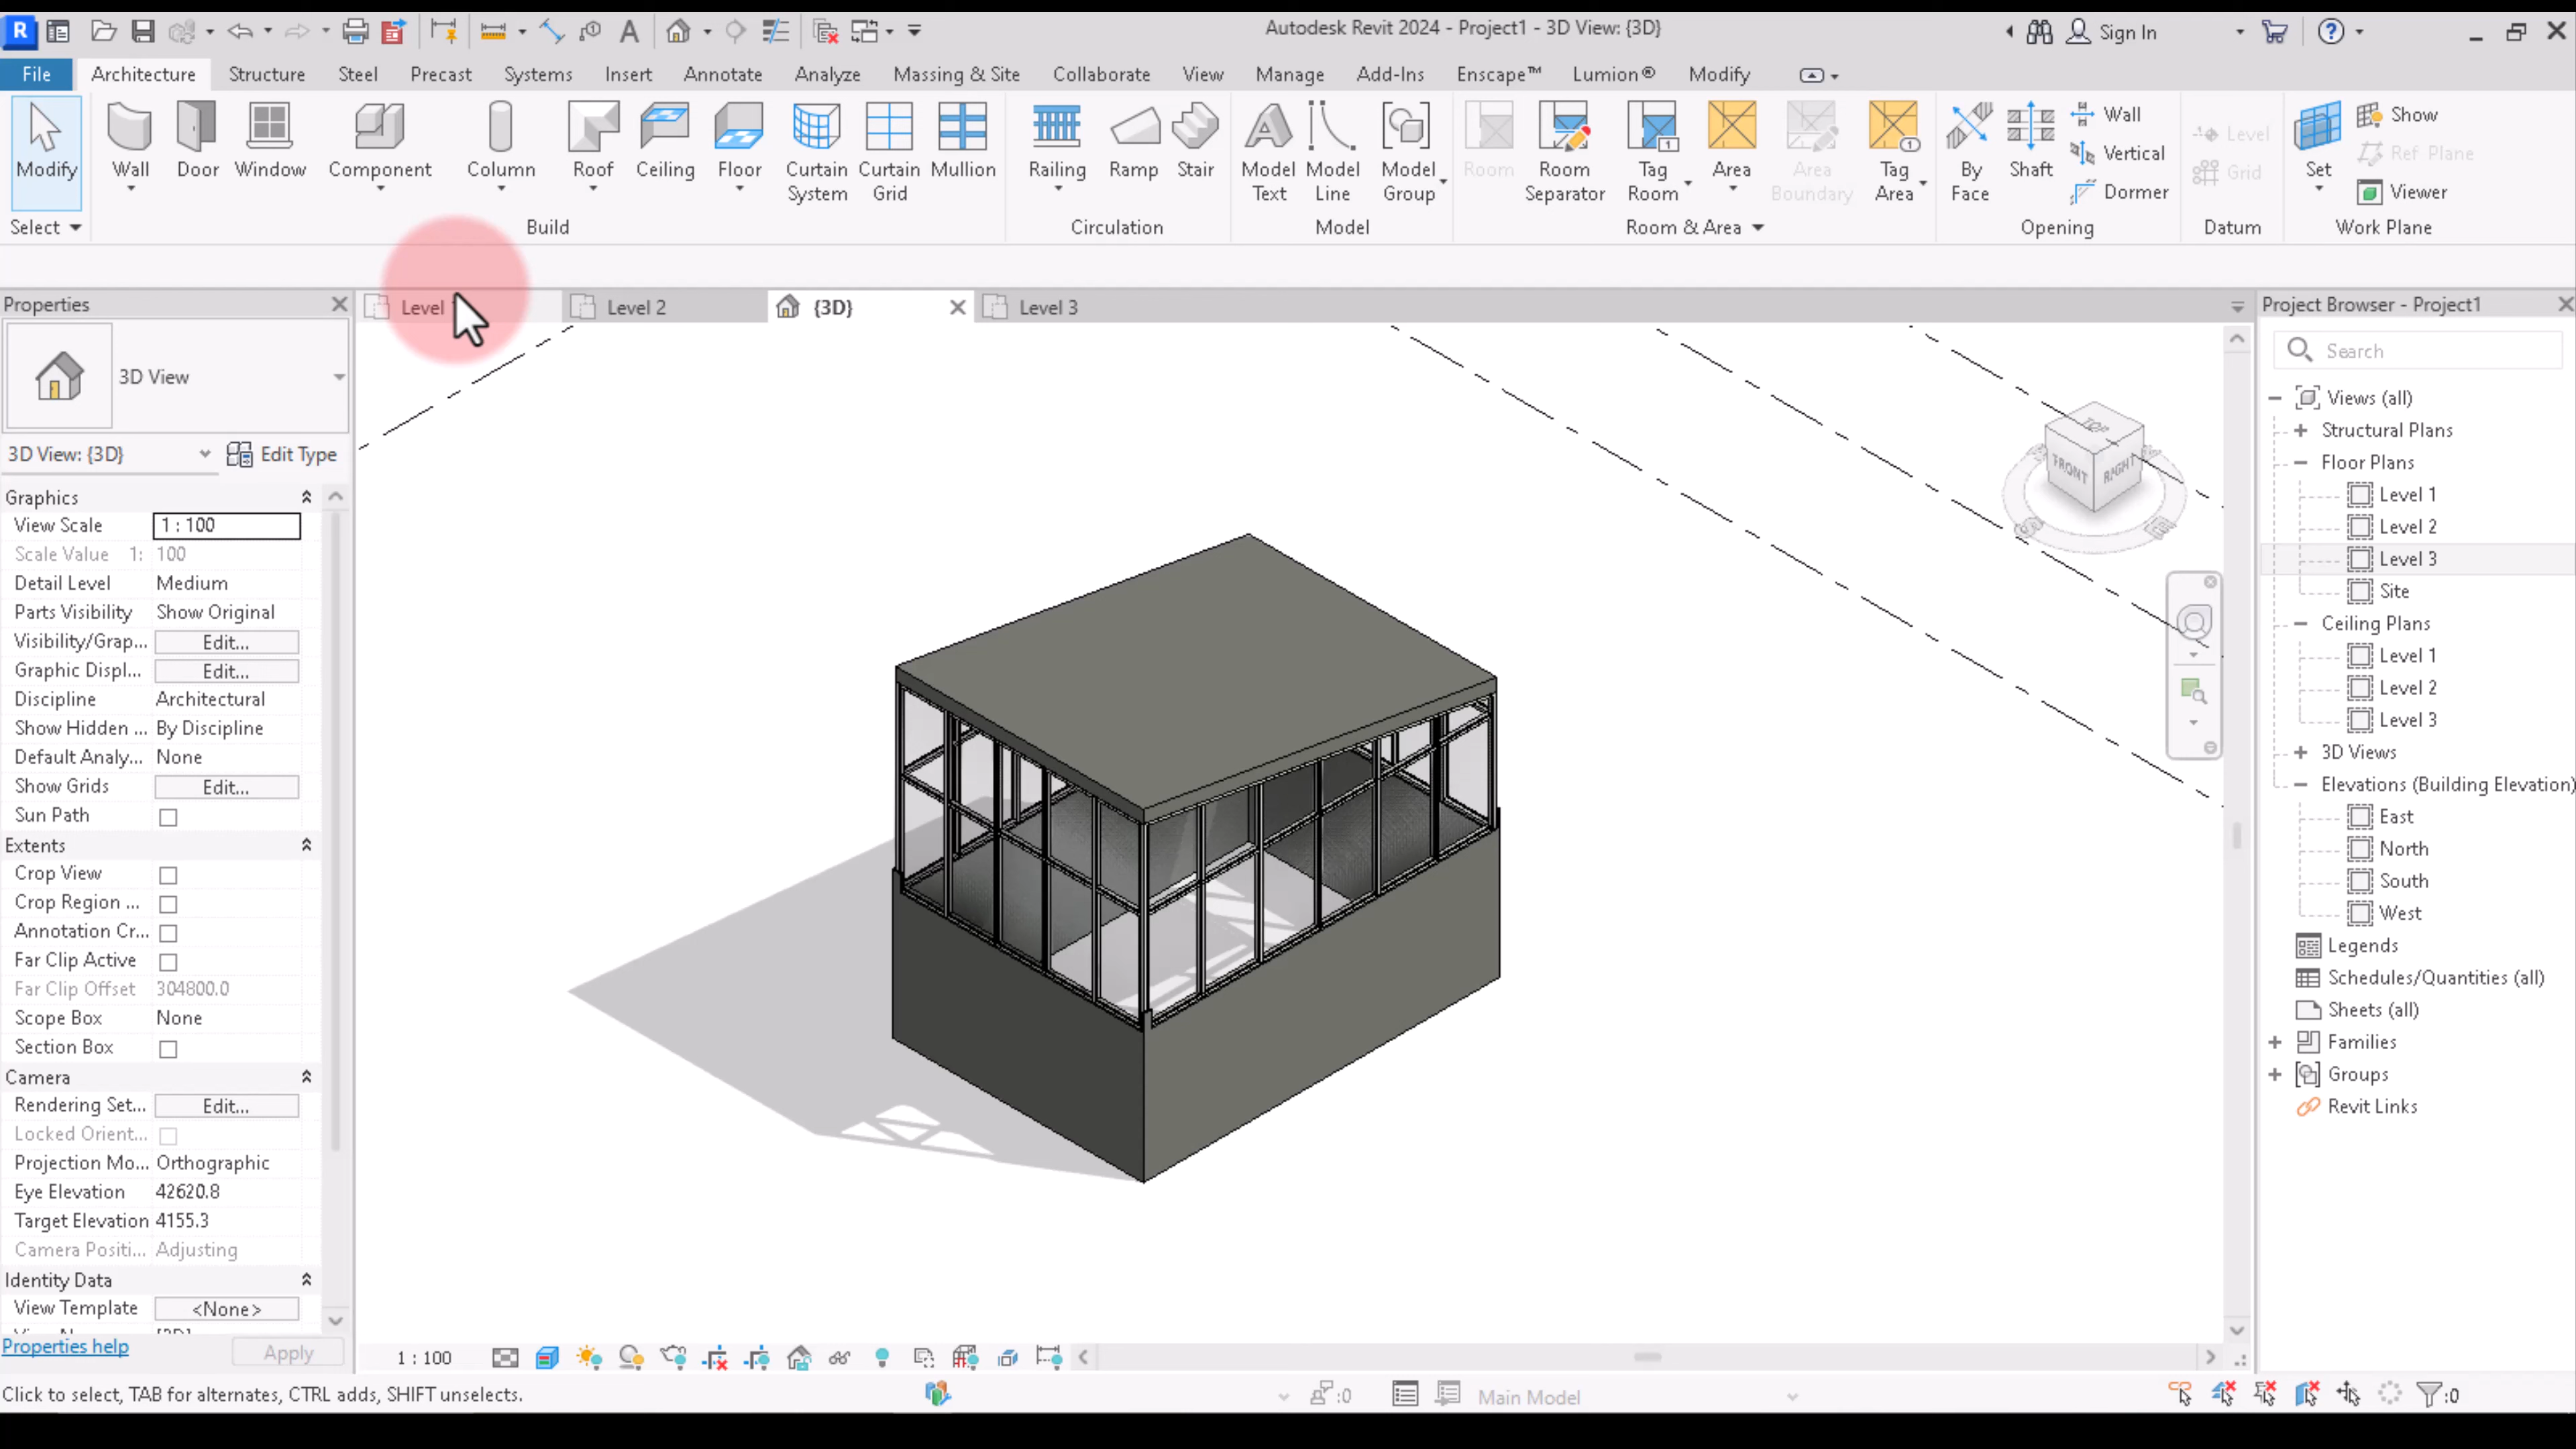 R
Autodesk Revit 2024 - Project1 - 3D View: {3D}
Sign In
File Architecture Structure Steel Precast Systems Insert Annotate Analyze Massing & Site Collaborate View Manage Add-Ins Enscape™ Lumion® Modify
Modify Wall Door Window Component Column Roof Ceiling Floor Curtain System Curtain Grid Mullion Railing Ramp Stair Model Text Model Line Model Group Room Room Separator Tag Room Area Area Boundary Tag Area By Face Shaft Wall Vertical Dormer Level Grid Set Show Ref Plane Viewer
Select Build Circulation Model Room & Area Opening Datum Work Plane
Properties
Level
Level 2
{3D}
Level 3
Project Browser - Project1
3D View
3D View: {3D} Edit Type
Graphics
View Scale 1 : 100
Scale Value 1: 100
Detail Level Medium
Parts Visibility Show Original
Visibility/Grap... Edit...
Graphic Displ... Edit...
Discipline Architectural
Show Hidden ... By Discipline
Default Analy... None
Show Grids Edit...
Sun Path
Extents
Crop View
Crop Region ...
Annotation Cr...
Far Clip Active
Far Clip Offset 304800.0
Scope Box None
Section Box
Camera
Rendering Set... Edit...
Locked Orient...
Projection Mo... Orthographic
Eye Elevation 42620.8
Target Elevation 4155.3
Camera Positi... Adjusting
Identity Data
View Template <None>
Properties help Apply
TOP
FRONT RIGHT
Search
Views (all)
Structural Plans
Floor Plans
Level 1
Level 2
Level 3
Site
Ceiling Plans
Level 1
Level 2
Level 3
3D Views
Elevations (Building Elevation)
East
North
South
West
Legends
Schedules/Quantities (all)
Sheets (all)
Families
Groups
Revit Links
1 : 100
Click to select, TAB for alternates, CTRL adds, SHIFT unselects.
:0
Main Model
:0